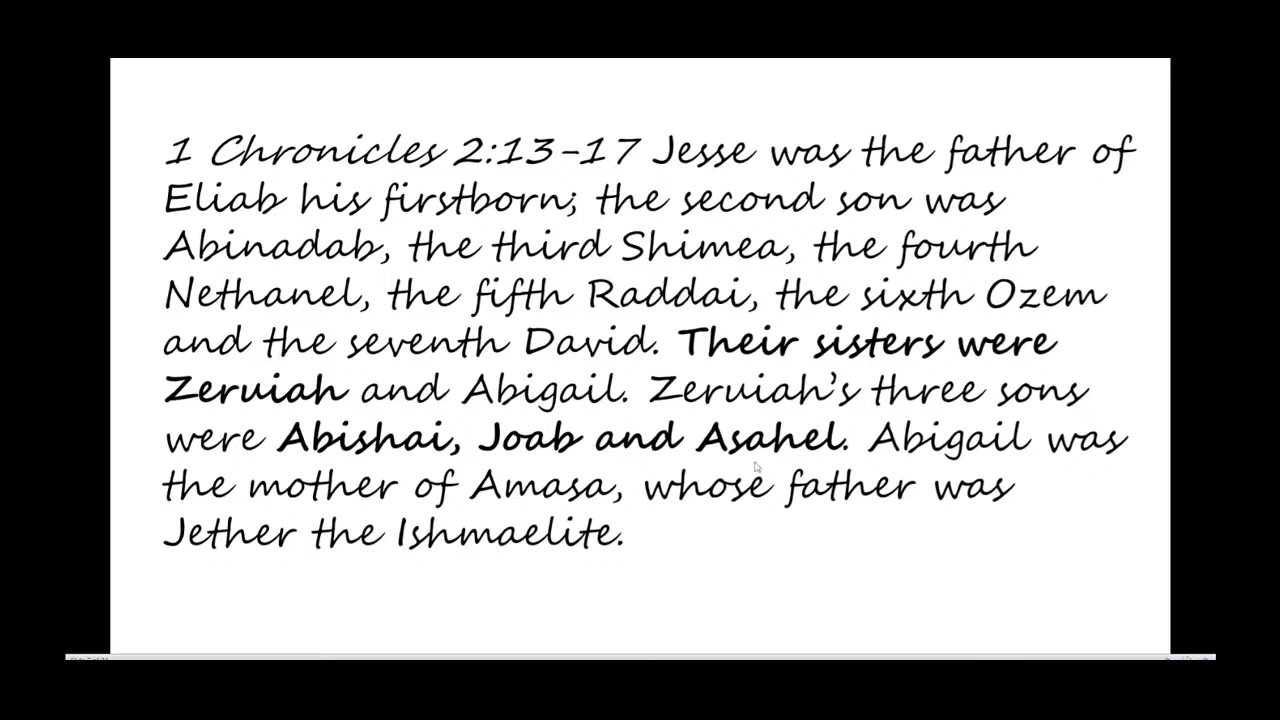 1 Chronicles 2:13-17 Jesse was the father of
Eliab his firstborn; the second son was
Abinadab, the third Shimea, the fourth
Nethanel, the fifth Raddai, the sixth Ozem
and the seventh David. Their sisters were
Zeruiah and Abigail. Zeruiah's three sons
were Abishai, Joab and Asahel. Abigail was
the mother of Amasa, whose father was
Jether the Ishmaelite.